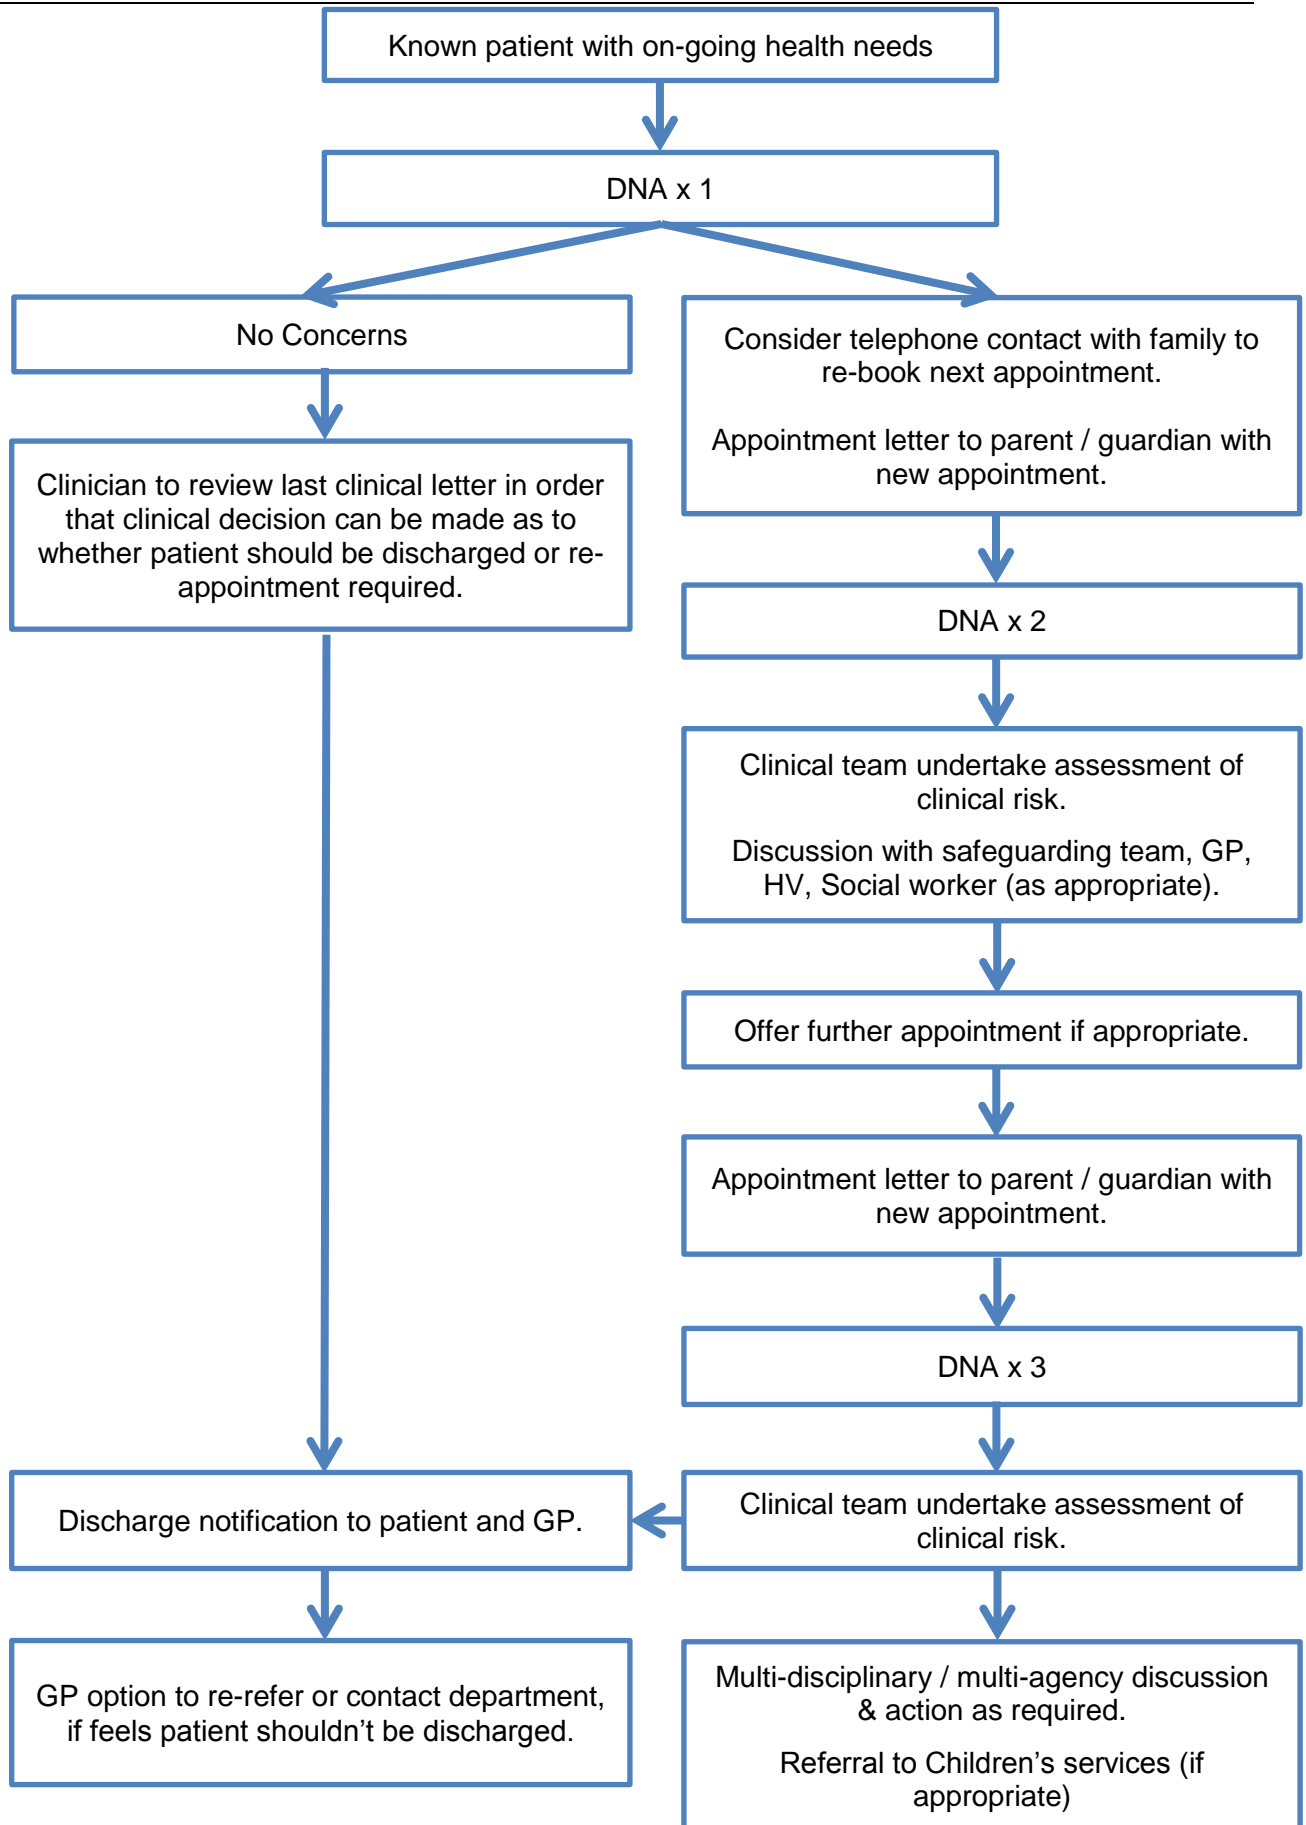 Known patient with on-going health needs
DNA x 1
No Concerns
Clinician to review last clinical letter in order
that clinical decision can be made as to
whether patient should be discharged or re-
appointment required.
Consider telephone contact with family to
re-book next appointment.
Appointment letter to parent / guardian with
new appointment.
DNA x 2
Clinical team undertake assessment of
clinical risk.
Discussion with safeguarding team, GP,
HV, Social worker (as appropriate).
Offer further appointment if appropriate.
Appointment letter to parent / guardian with
new appointment.
DNA x 3
Clinical team undertake assessment of
clinical risk.
Discharge notification to patient and GP.
GP option to re-refer or contact department,
if feels patient shouldn’t be discharged.
Multi-disciplinary / multi-agency discussion
& action as required.
Referral to Children’s services (if
appropriate)